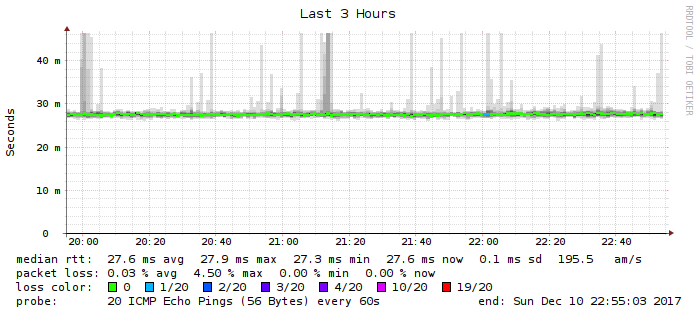 Last 3 Hours
RRDTOOL / TOBI OETIKER
Seconds
40 m
30 m
20 m
10 m
0
20:00 20:20 20:40 21:00 21:20 21:40 22:00 22:20 22:40
median rtt: 27.6 ms avg 27.9 ms max 27.3 ms min 27.6 ms now 0.1 ms sd 195.5 am/s
packet loss: 0.03 % avg 4.50 % max 0.00 % min 0.00 % now
loss color: 0 1/20 2/20 3/20 4/20 10/20 19/20
probe: 20 ICMP Echo Pings (56 Bytes) every 60s end: Sun Dec 10 22:55:03 2017